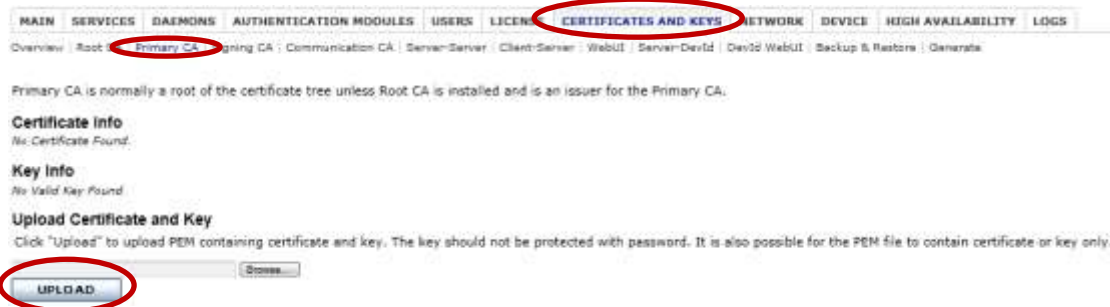 MAIN SERVICES DAEMONS AUTHENTICATION MODULES USERS LICENSE CERTIFICATES AND KEYS NETWORK DEVICE HIGH AVAILABILITY LOGS
Overview Root Primary CA Signing CA Communication CA Server-Server Client-Server WebUI Server-DevId DevId WebUI Backup & Restore Generate
Primary CA is normally a root of the certificate tree unless Root CA is installed and is an issuer for the Primary CA.
Certificate Info
No Certificate Found.
Key Info
No Valid Key Found
Upload Certificate and Key
Click "Upload" to upload PEM containing certificate and key. The key should not be protected with password. It is also possible for the PEM file to contain certificate or key only.
Browse...
UPLOAD